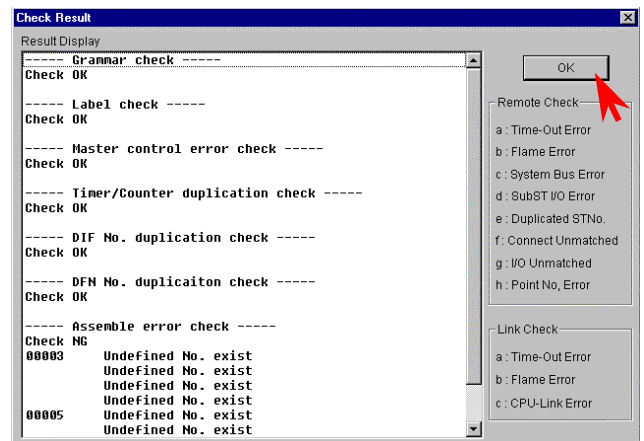 Check Result
Result Display
----- Grammar check -----
Check OK
----- Label check -----
Check OK
----- Master control error check -----
Check OK
----- Timer/Counter duplication check -----
Check OK
----- DIF No. duplication check -----
Check OK
----- DFN No. duplicaiton check -----
Check OK
----- Assemble error check -----
Check NG
00003 Undefined No. exist
Undefined No. exist
Undefined No. exist
Undefined No. exist
00005 Undefined No. exist
Undefined No. exist
OK
Remote Check
a : Time-Out Error
b : Flame Error
c : System Bus Error
d : SubST I/O Error
e : Duplicated STNo.
f : Connect Unmatched
g : I/O Unmatched
h : Point No, Error
Link Check
a : Time-Out Error
b : Flame Error
c : CPU-Link Error